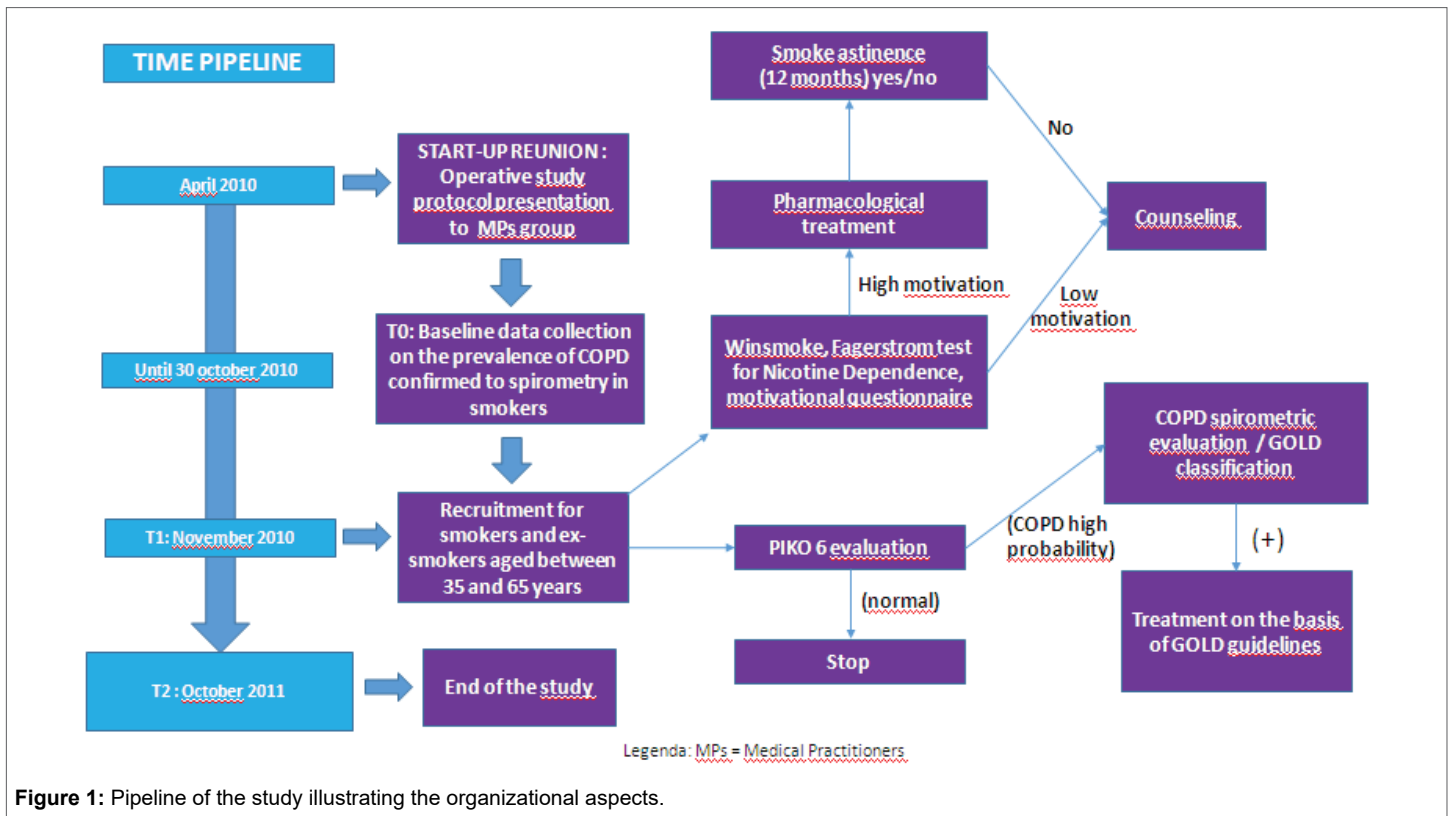 TIME PIPELINE
April 2010
Until 30 october 2010
T1: November 2010
T2 : October 2011
START-UP REUNION :
Operative study
protocol presentation
to MPs group
T0: Baseline data collection
on the prevalence of COPD
confirmed to spirometry in
smokers
Recruitment for
smokers and ex-
smokers aged between
35 and 65 years
End of the study
Smoke astinence
(12 months) yes/no
No
Pharmacological
treatment
Counseling
High motivation
Low
motivation
Winsmoke, Fagerstrom test
for Nicotine Dependence,
motivational questionnaire
PIKO 6 evaluation
(COPD high
probability)
(normal)
Stop
COPD spirometric
evaluation / GOLD
classification
(+)
Treatment on the basis
of GOLD guidelines
Legenda: MPs = Medical Practitioners
Figure 1: Pipeline of the study illustrating the organizational aspects.